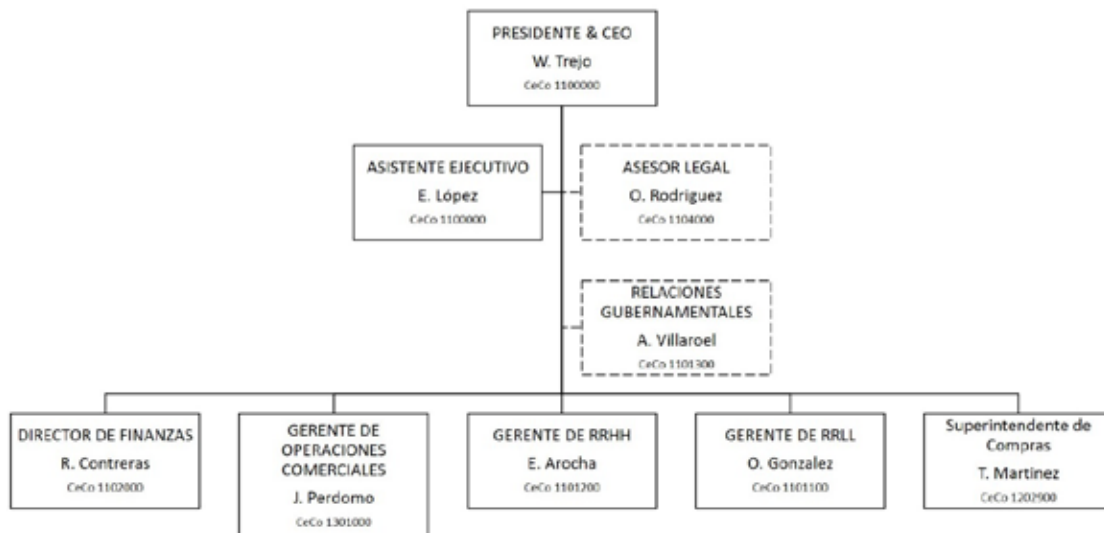 PRESIDENTE & CEO
W. Trejo
CeCo 1100000
ASISTENTE EJECUTIVO
E. López
CeCo 1100000
ASESOR LEGAL
O. Rodriguez
CeCo 1104000
RELACIONES
GUBERNAMENTALES
A. Villaroel
CeCo 1101300
DIRECTOR DE FINANZAS
R. Contreras
CeCo 1102000
GERENTE DE
OPERACIONES
COMERCIALES
J. Perdomo
CeCo 1301000
GERENTE DE RRHH
E. Arocha
CeCo 1101200
GERENTE DE RRLL
O. Gonzalez
CeCo 1101100
Superintendente de
Compras
T. Martinez
CeCo 1202900